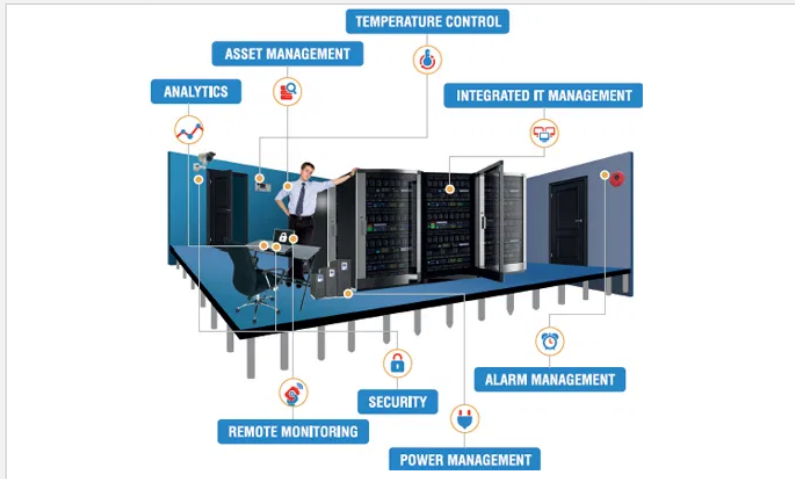 TEMPERATURE CONTROL
ASSET MANAGEMENT
ANALYTICS
INTEGRATED IT MANAGEMENT
ALARM MANAGEMENT
SECURITY
REMOTE MONITORING
POWER MANAGEMENT